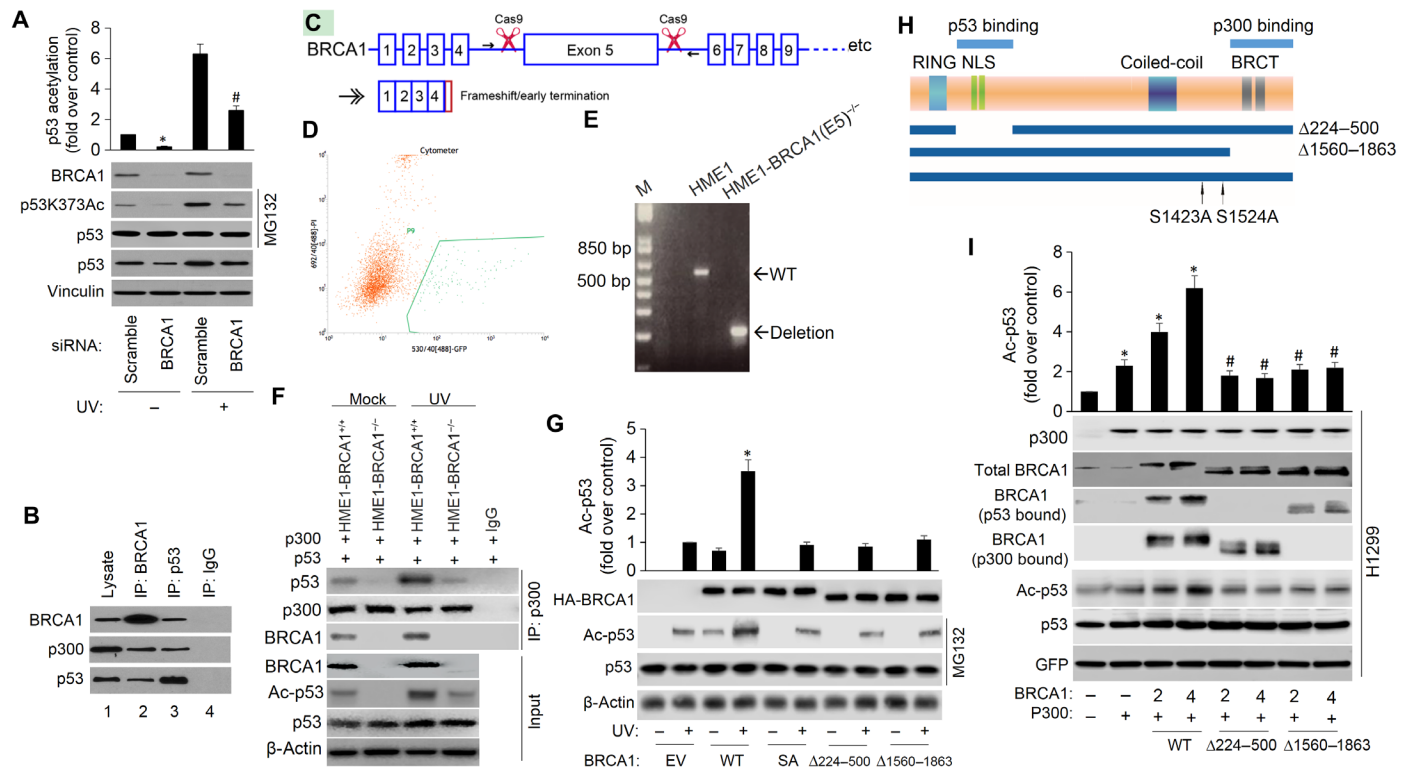 A
p53 acetylation
(fold over control)
8
6
4
2
0
*
#
BRCA1
p53K373Ac
p53
p53
Vinculin
MG132
siRNA:
Scramble
BRCA1
Scramble
BRCA1
UV:
–
+
B
Lysate
IP: BRCA1
IP: p53
IP: IgG
BRCA1
p300
p53
1 2 3 4
C
Cas9
Cas9
BRCA1
1 2 3 4
Exon 5
6 7 8 9
etc
1 2 3 4
Frameshift/early termination
D
Cytometer
P9
692/40[488]-PI
530/40[488]-GFP
E
M
HME1
HME1-BRCA1(E5)−/−
850 bp
500 bp
←WT
←Deletion
F
Mock UV
HME1-BRCA1+/+
HME1-BRCA1−/−
HME1-BRCA1+/+
HME1-BRCA1−/−
IgG
p300 + + + + +
p53 + + + + +
p53
p300
BRCA1
IP: p300
BRCA1
Ac-p53
p53
β-Actin
Input
G
Ac-p53
(fold over control)
5
4
3
2
1
0
*
HA-BRCA1
Ac-p53
p53
β-Actin
MG132
UV: – + – + – + – + – +
BRCA1: EV WT SA Δ224–500 Δ1560–1863
H
p53 binding
p300 binding
RING NLS
Coiled-coil
BRCT
Δ224–500
Δ1560–1863
S1423A S1524A
I
Ac-p53
(fold over control)
8
6
4
2
0
* * * # # # #
p300
Total BRCA1
BRCA1
(p53 bound)
BRCA1
(p300 bound)
Ac-p53
p53
GFP
H1299
BRCA1: – – 2 4 2 4 2 4
P300: – + + + + + + +
WT Δ224–500 Δ1560–1863